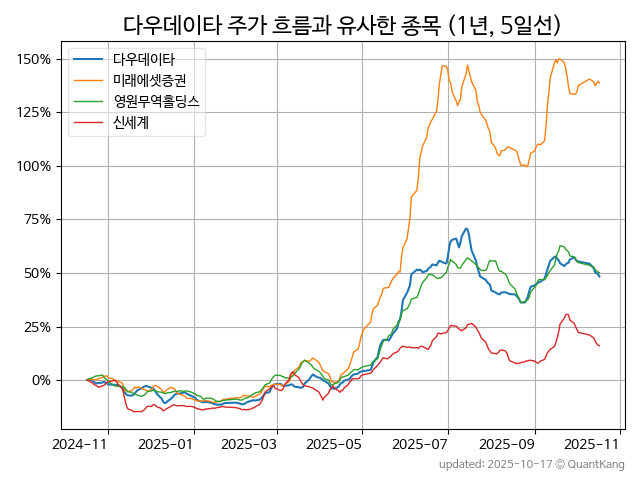 다우데이타 주가 흐름과 유사한 종목 (1년, 5일선)
150%
125%
100%
75%
50%
25%
0%
다우데이타
미래에셋증권
영원무역홀딩스
신세계
2024-11 2025-01 2025-03 2025-05 2025-07 2025-09 2025-11
updated: 2025-10-17 © QuantKang